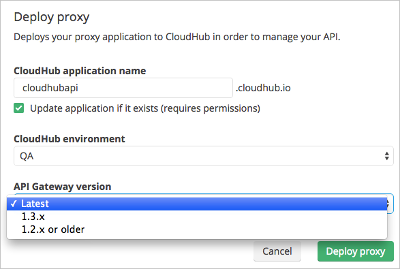 Deploy proxy
Deploys your proxy application to CloudHub in order to manage your API.
CloudHub application name
cloudhubapi .cloudhub.io
Update application if it exists (requires permissions)
CloudHub environment
QA
API Gateway version
Latest
1.3.x
1.2.x or older
Cancel Deploy proxy